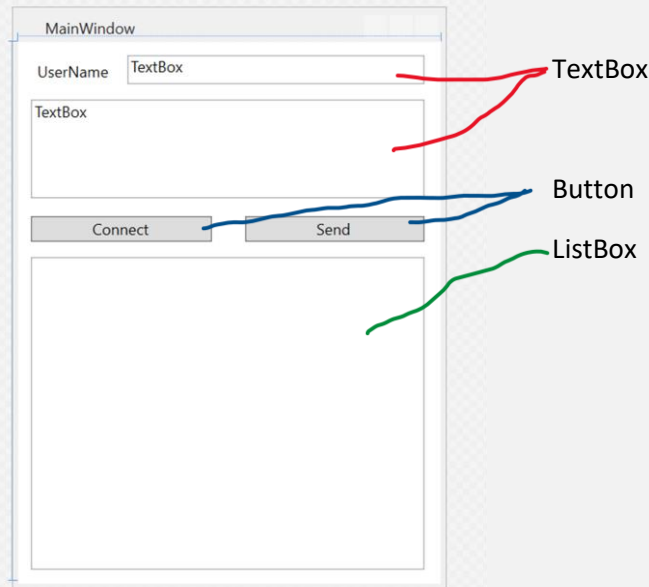 MainWindow
UserName TextBox
TextBox
TextBox
Connect Send
Button
ListBox